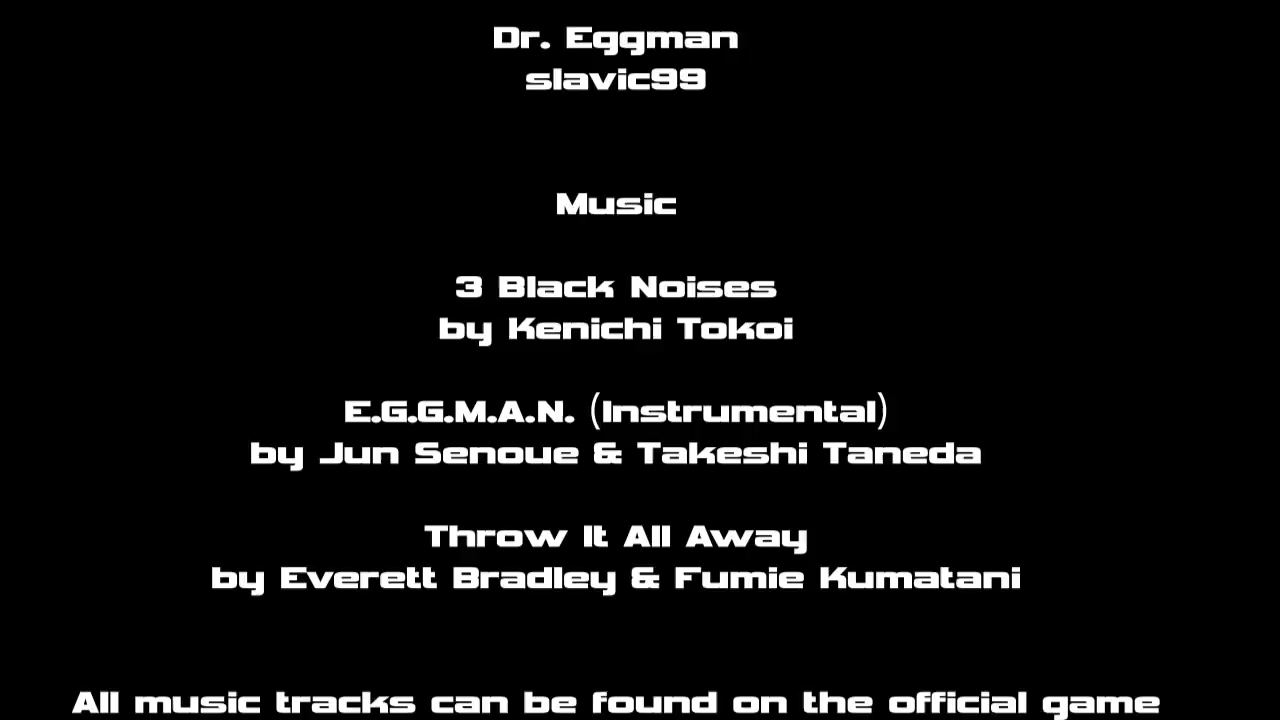 Dr. Eggman
slavic99
Music
3 Black Noises
by Kenichi Tokoi
E.G.G.M.A.N. (Instrumental)
by Jun Senoue & Takeshi Taneda
Throw It All Away
by Everett Bradley & Fumie Kumatani
All music tracks can be found on the official game